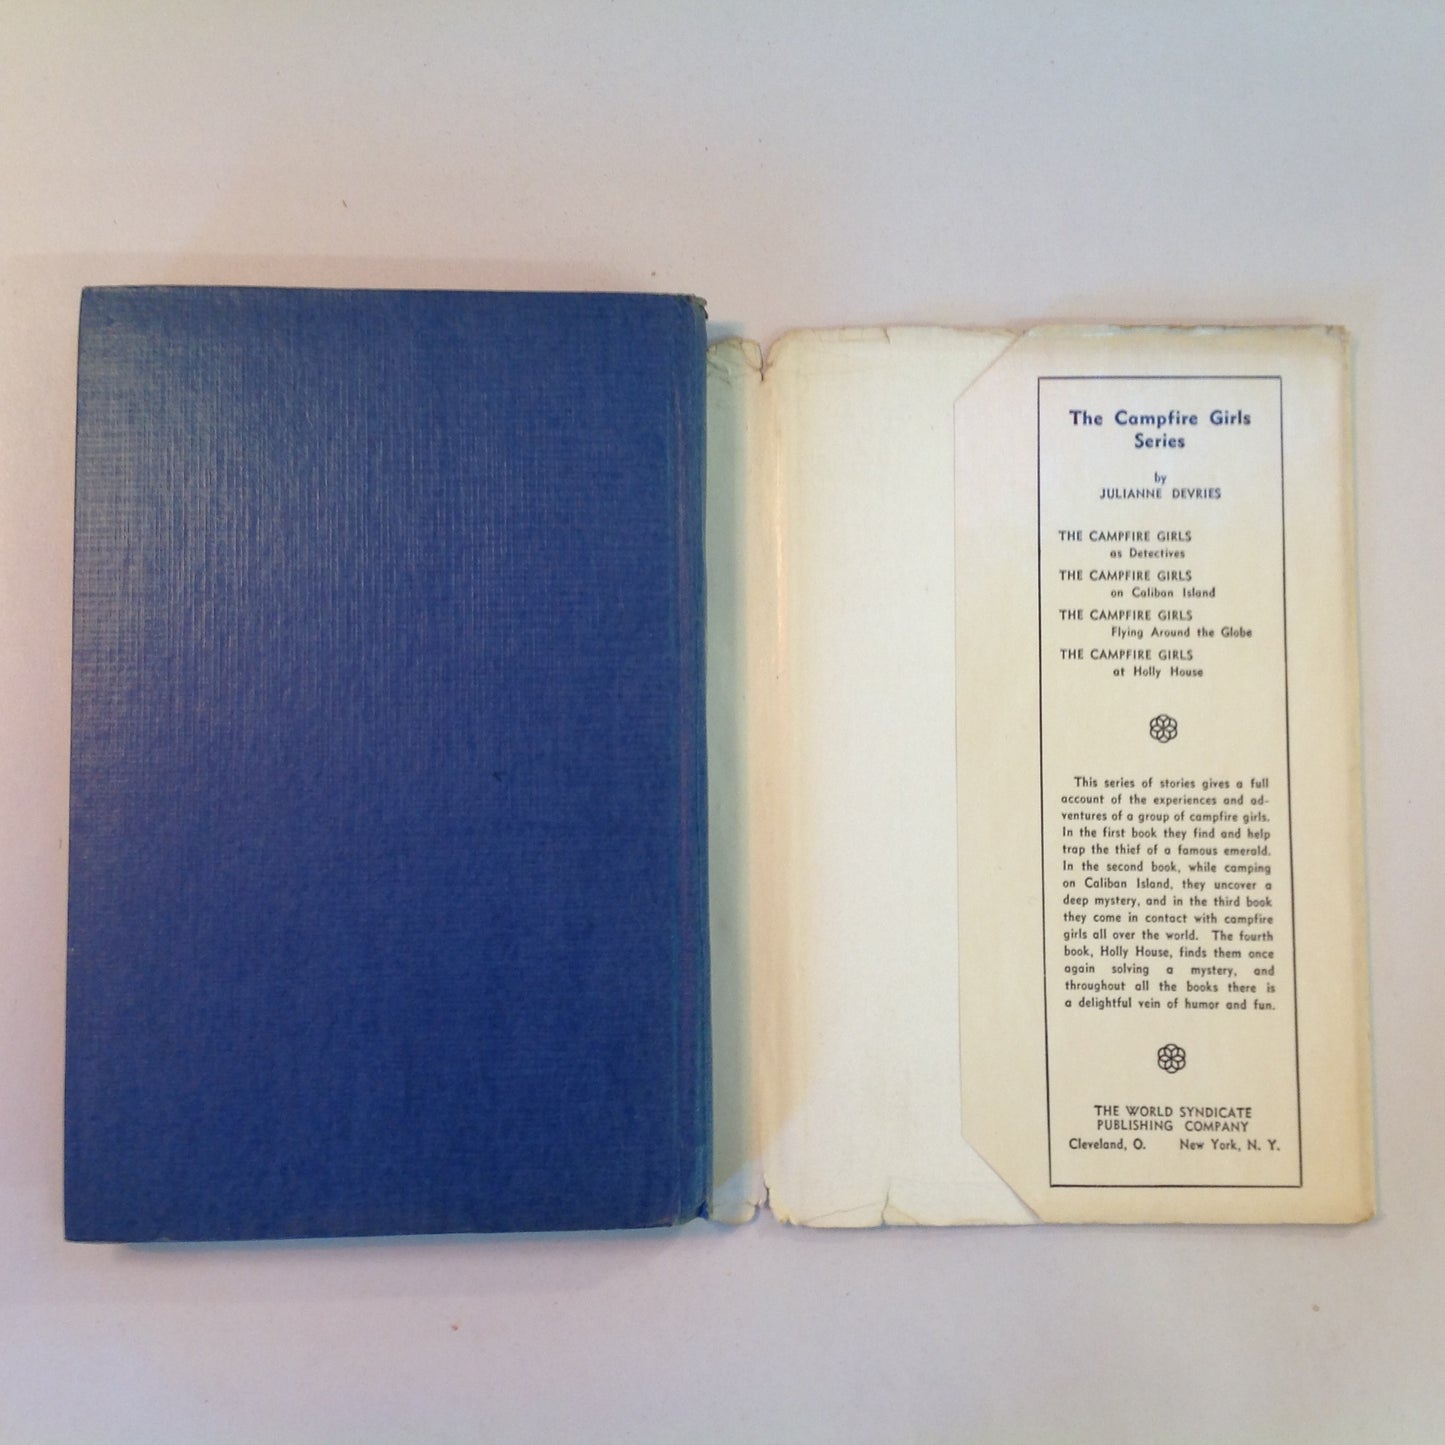 The Campfire Girls
Series
by
JULIANNE DEVRIES
THE CAMPFIRE GIRLS
as Detectives
THE CAMPFIRE GIRLS
on Caliban Island
THE CAMPFIRE GIRLS
Flying Around the Globe
THE CAMPFIRE GIRLS
at Holly House
This series of stories gives a full
account of the experiences and ad-
ventures of a group of campfire girls.
In the first book they find and help
trap the thief of a famous emerald.
In the second book, while camping
on Caliban Island, they uncover a
deep mystery, and in the third book
they come in contact with campfire
girls all over the world. The fourth
book, Holly House, finds them once
again solving a mystery, and
throughout all the books there is
a delightful vein of humor and fun.
THE WORLD SYNDICATE
PUBLISHING COMPANY
Cleveland, O. New York, N. Y.